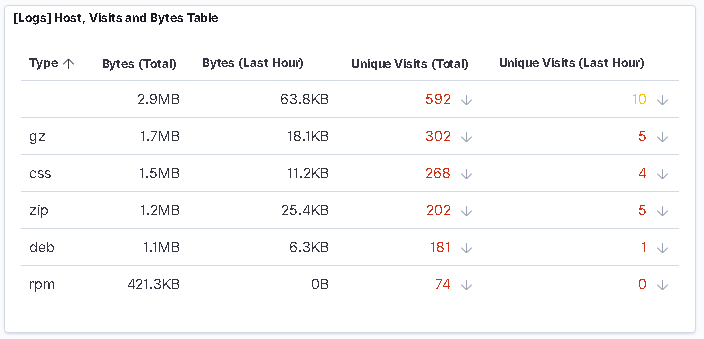 [Logs] Host, Visits and Bytes Table
Type ↑ Bytes (Total) Bytes (Last Hour) Unique Visits (Total) Unique Visits (Last Hour)
2.9MB 63.8KB 592 ↓ 10 ↓
gz 1.7MB 18.1KB 302 ↓ 5 ↓
css 1.5MB 11.2KB 268 ↓ 4 ↓
zip 1.2MB 25.4KB 202 ↓ 5 ↓
deb 1.1MB 6.3KB 181 ↓ 1 ↓
rpm 421.3KB 0B 74 ↓ 0 ↓